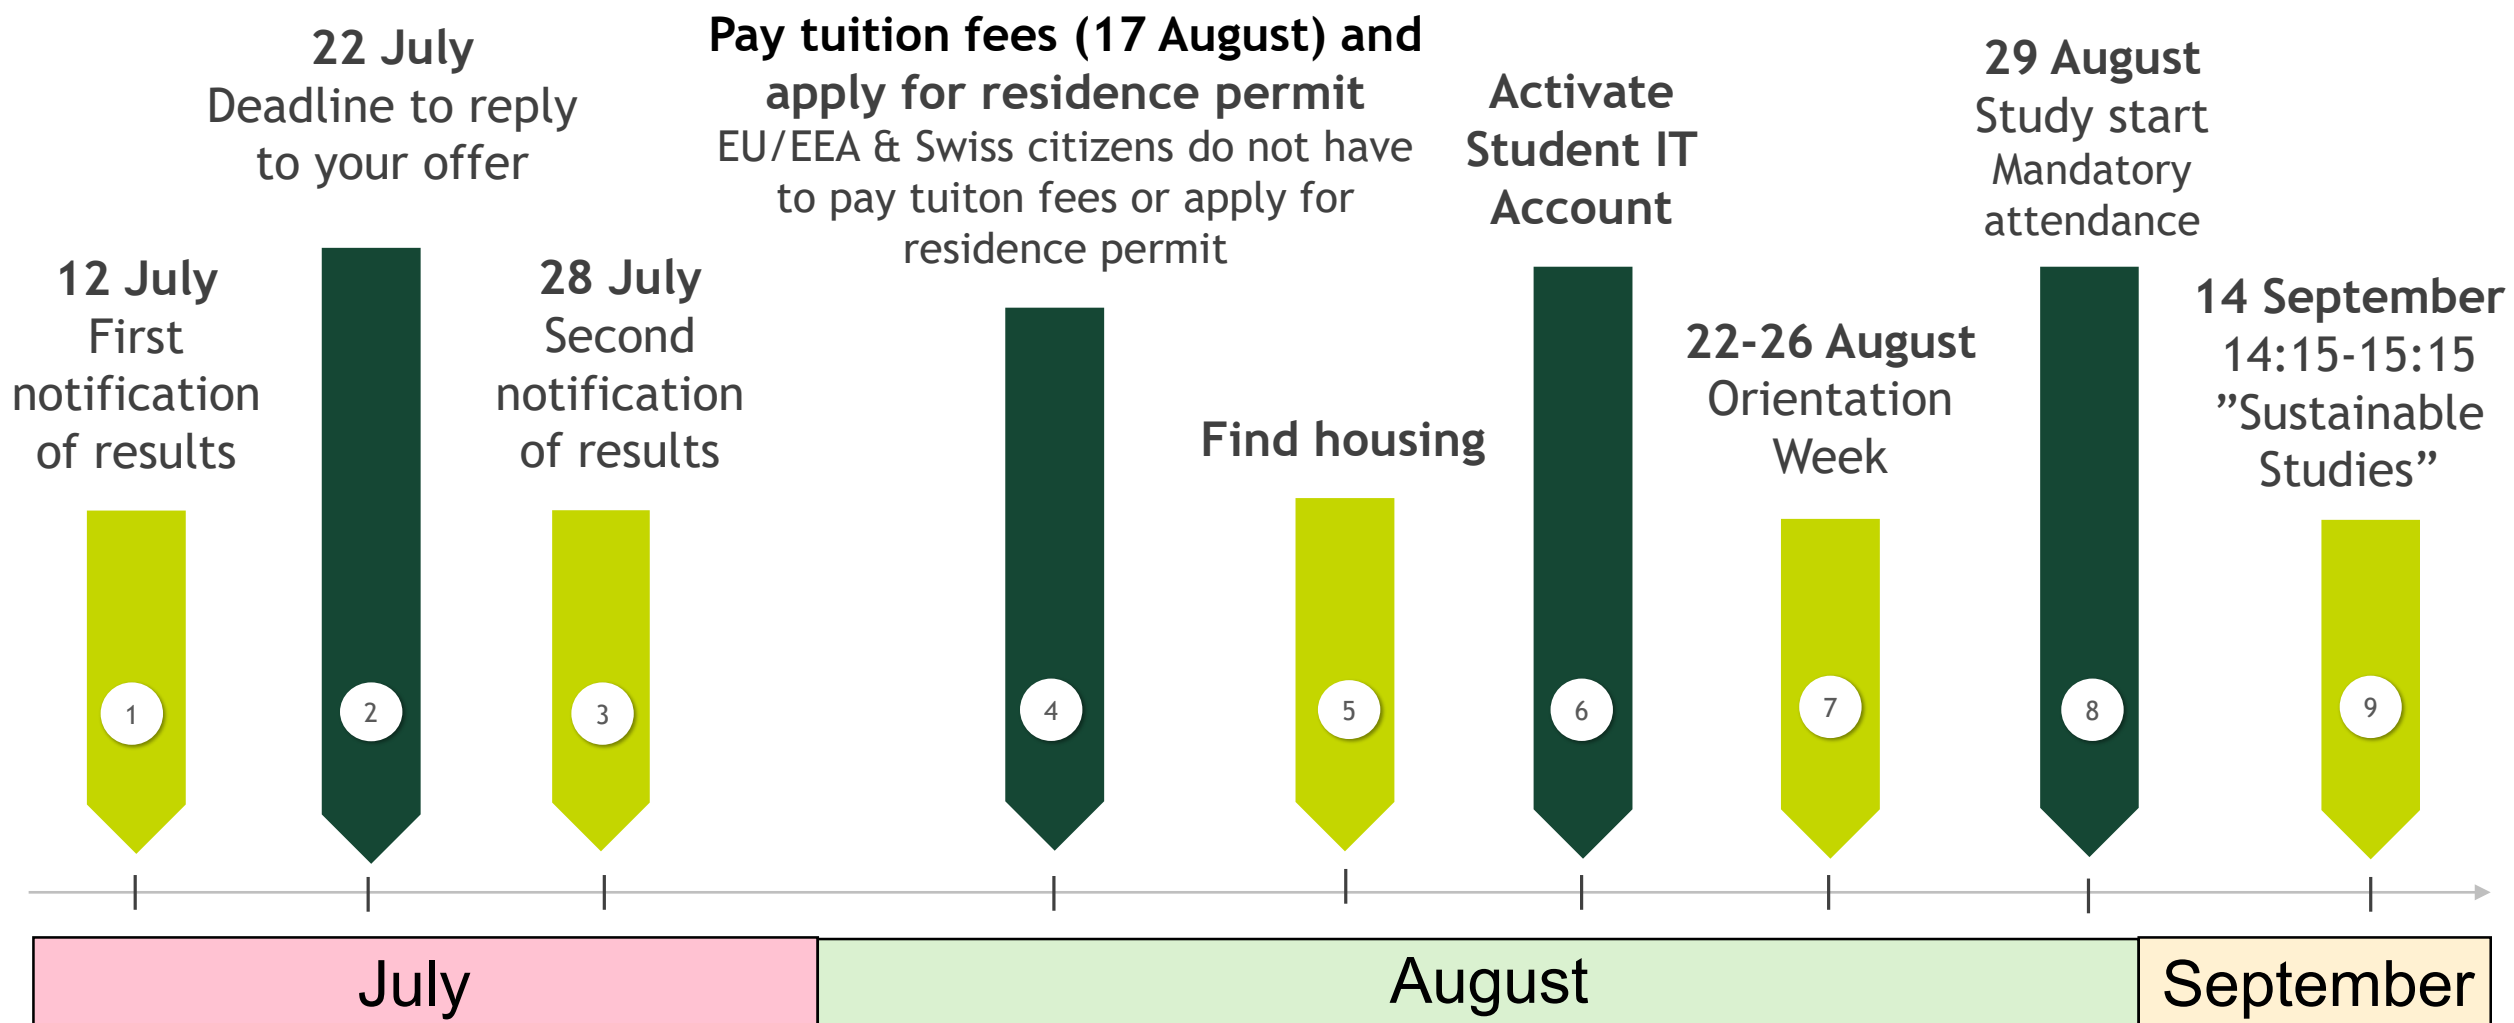 12 July
First
notification
of results
22 July
Deadline to reply
to your offer
28 July
Second
notification
of results
Pay tuition fees (17 August) and
apply for residence permit
EU/EEA & Swiss citizens do not have
to pay tuiton fees or apply for
residence permit
Find housing
Activate
Student IT
Account
22-26 August
Orientation
Week
29 August
Study start
Mandatory
attendance
14 September
14:15-15:15
”Sustainable
Studies”
1
2
3
4
5
6
7
8
9
July
August
September